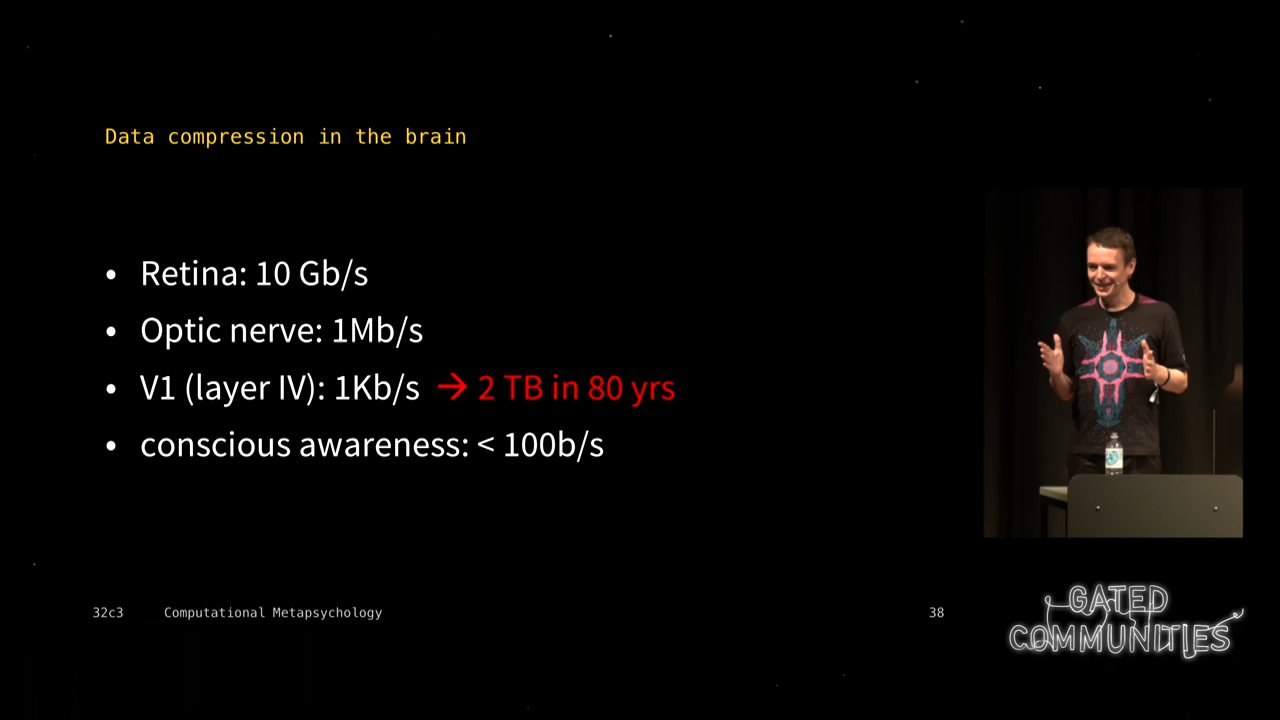 Data compression in the brain
• Retina: 10 Gb/s
• Optic nerve: 1Mb/s
• V1 (layer IV): 1Kb/s → 2 TB in 80 yrs
• conscious awareness: < 100b/s
32c3 Computational Metapsychology 38
GATED
COMMUNITIES